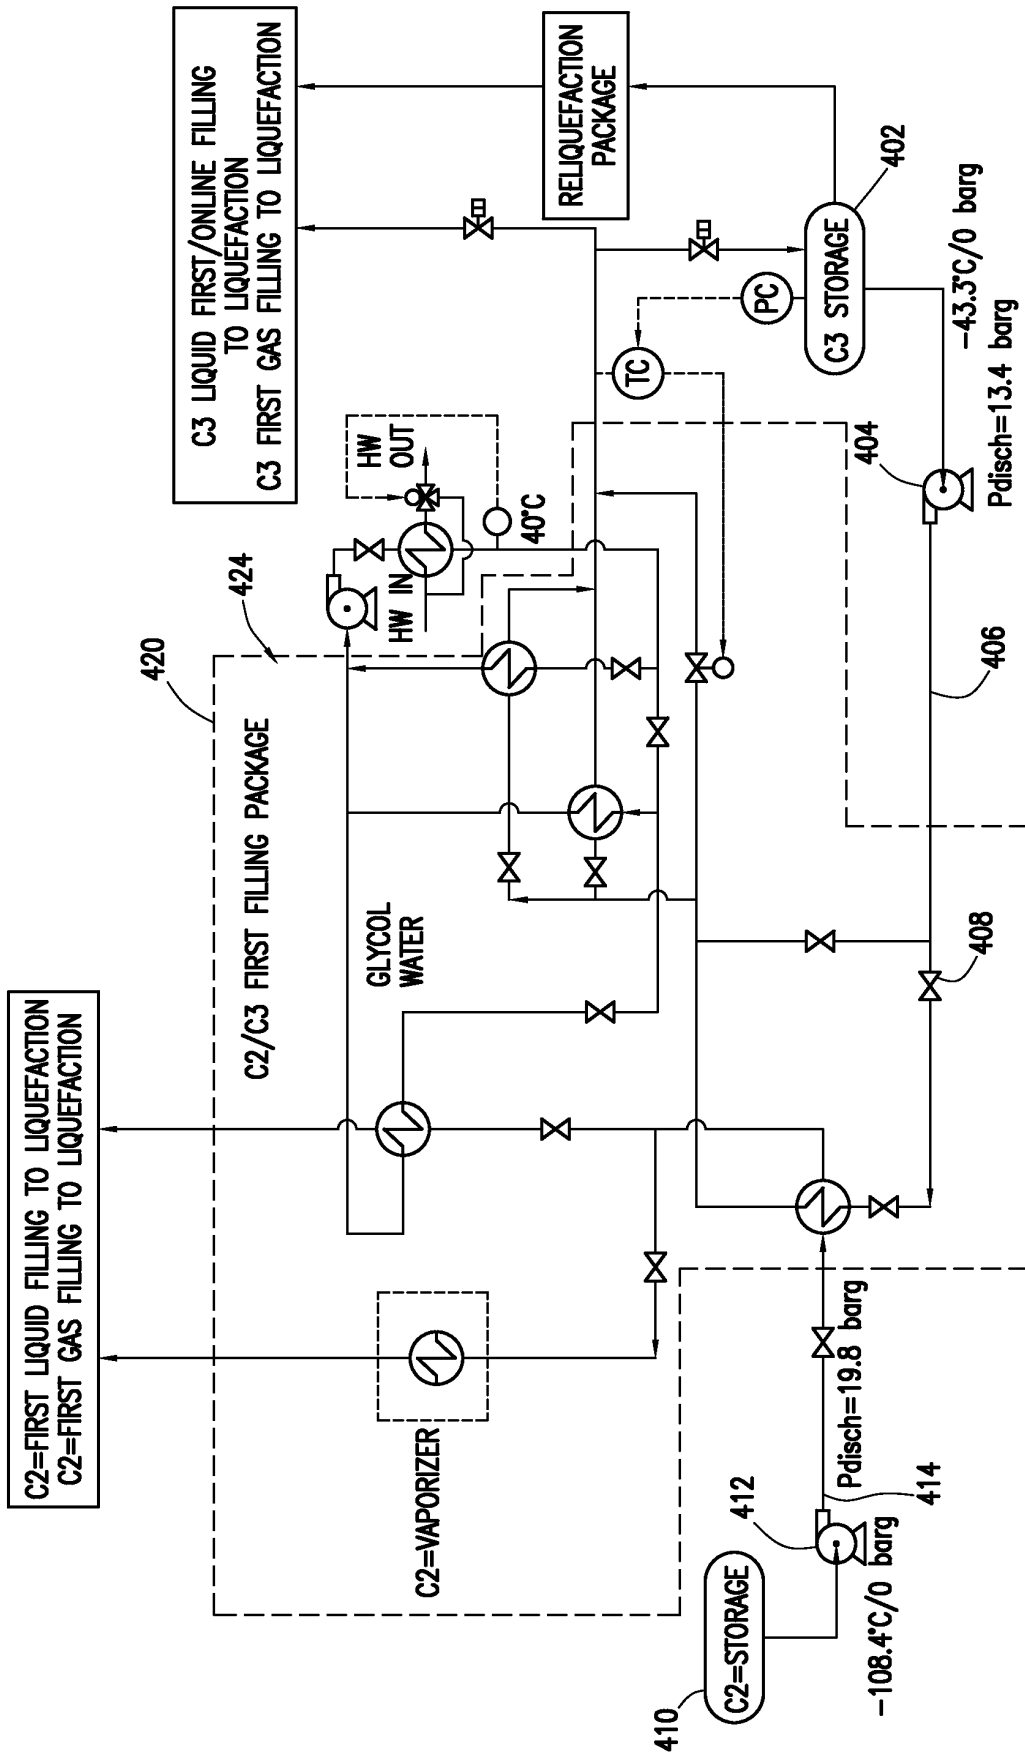 C2=FIRST LIQUID FILLING TO LIQUEFACTION
C2=FIRST GAS FILLING TO LIQUEFACTION
C3 LIQUID FIRST/ONLINE FILLING
TO LIQUEFACTION
C3 FIRST GAS FILLING TO LIQUEFACTION
420
424
C2/C3 FIRST FILLING PACKAGE
GLYCOL
WATER
HW IN
HW
OUT
40°C
RELIQUEFACTION
PACKAGE
C2=VAPORIZER
TC
PC
C3 STORAGE
402
-43.3°C/0 barg
404
Pdisch=13.4 barg
406
408
410
C2=STORAGE
412
-108.4°C/0 barg
Pdisch=19.8 barg
414